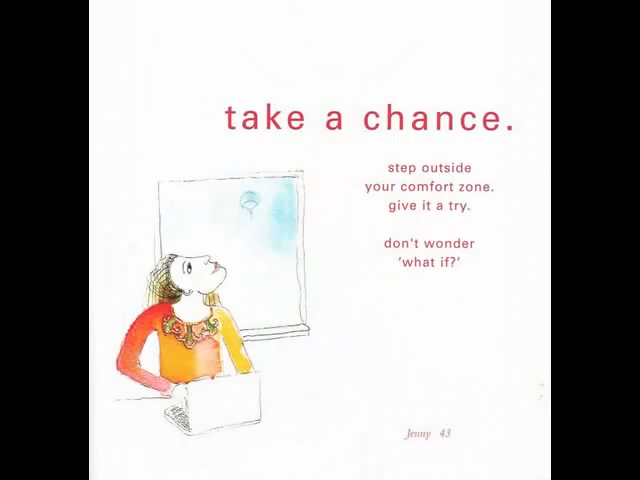 take a chance.
step outside
your comfort zone.
give it a try.
don't wonder
‘what if?’
Jenny 43